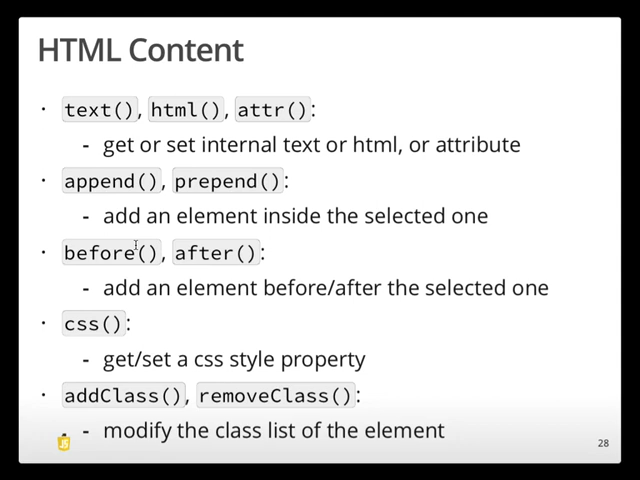 HTML Content
· text(), html(), attr():
- get or set internal text or html, or attribute
· append(), prepend():
- add an element inside the selected one
· before(), after():
- add an element before/after the selected one
· css():
- get/set a css style property
· addClass(), removeClass():
- modify the class list of the element
JS
28